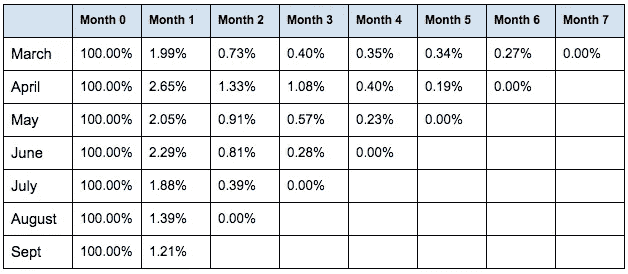 Month 0 Month 1 Month 2 Month 3 Month 4 Month 5 Month 6 Month 7
March 100.00% 1.99% 0.73% 0.40% 0.35% 0.34% 0.27% 0.00%
April 100.00% 2.65% 1.33% 1.08% 0.40% 0.19% 0.00%
May 100.00% 2.05% 0.91% 0.57% 0.23% 0.00%
June 100.00% 2.29% 0.81% 0.28% 0.00%
July 100.00% 1.88% 0.39% 0.00%
August 100.00% 1.39% 0.00%
Sept 100.00% 1.21%